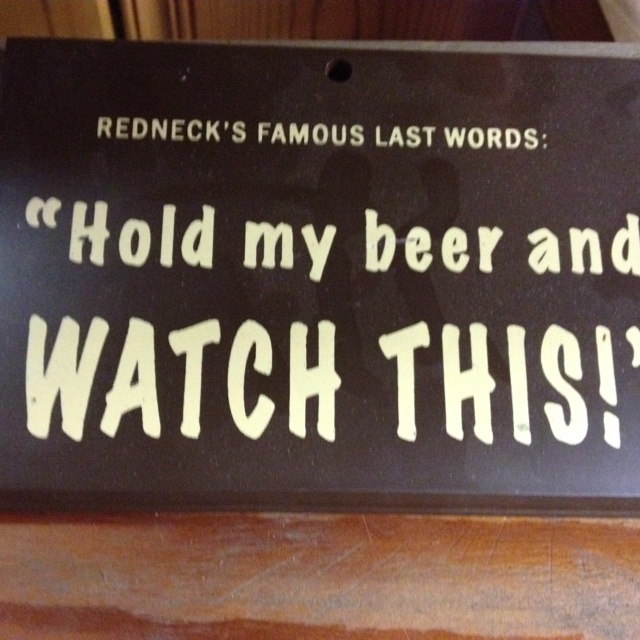 REDNECK'S FAMOUS LAST WORDS:
"Hold my beer and
WATCH THIS!"